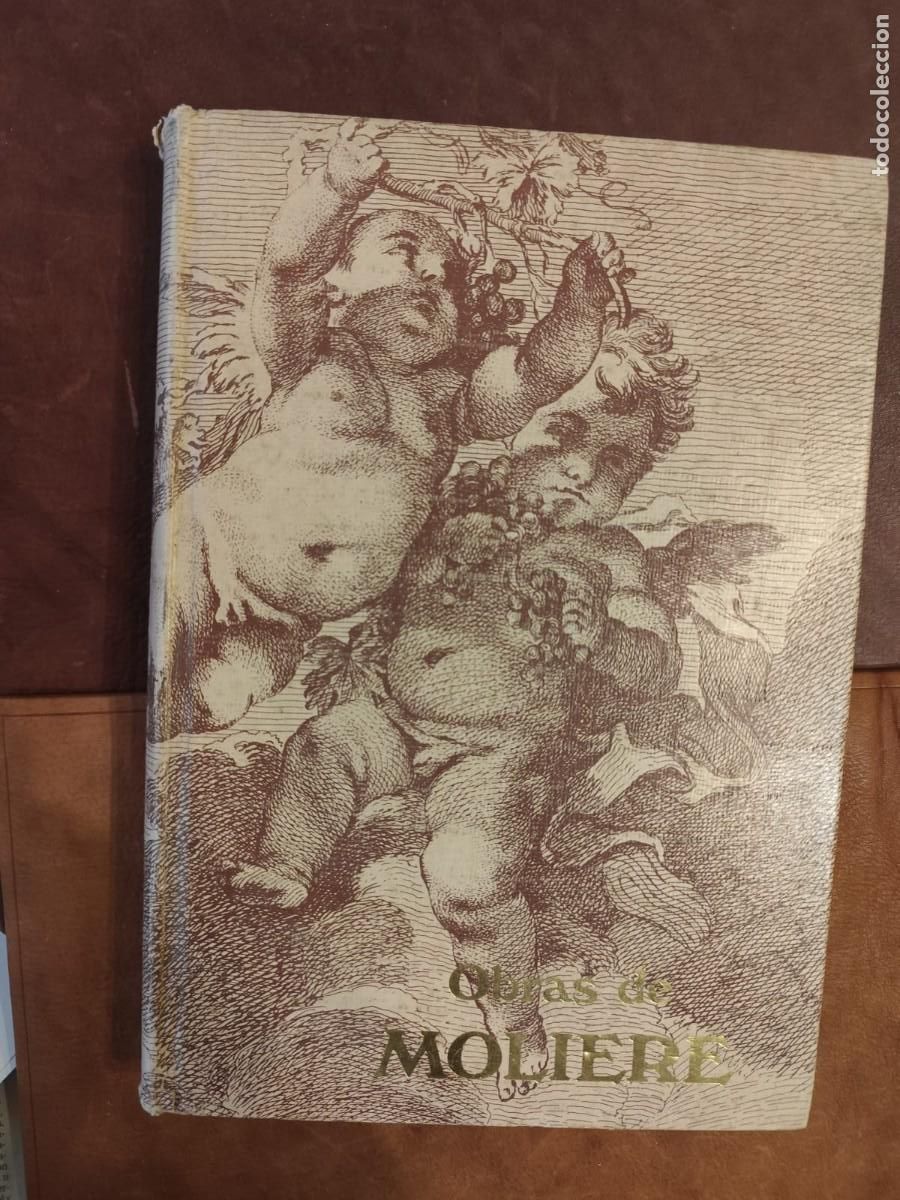 Obras de
MOLIERE
todocoleccion